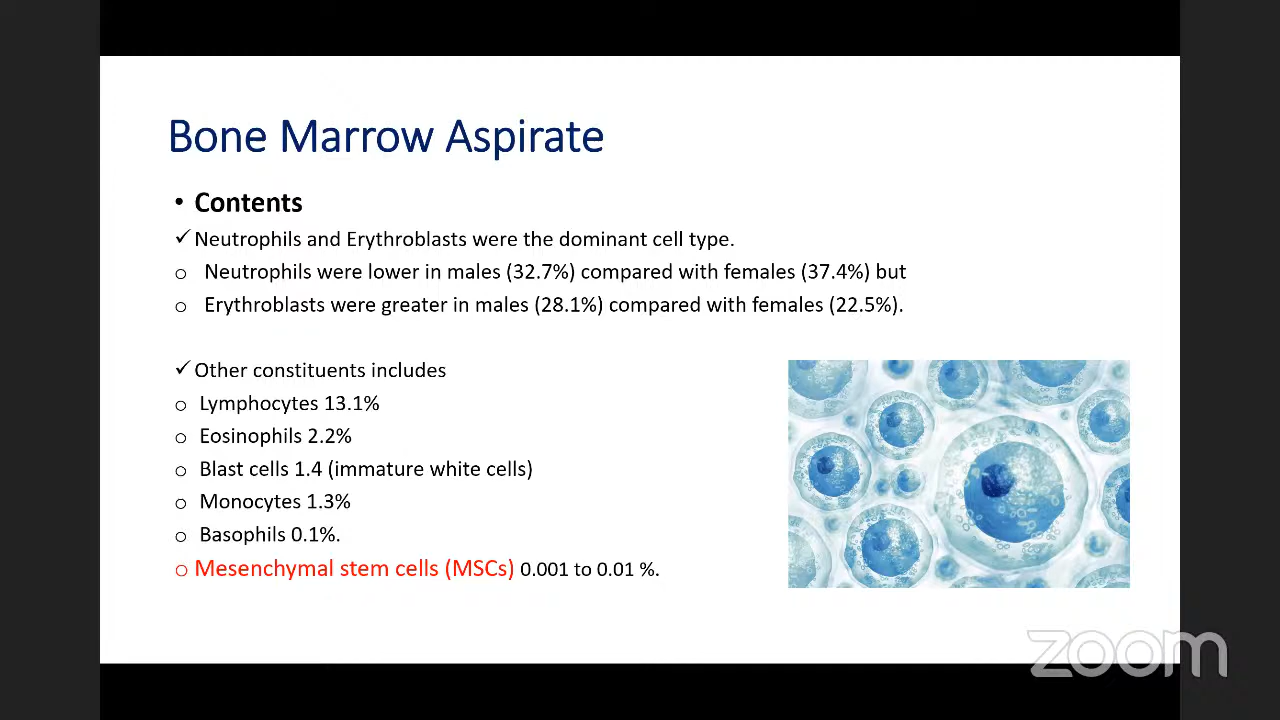 Bone Marrow Aspirate
• Contents
✓ Neutrophils and Erythroblasts were the dominant cell type.
o Neutrophils were lower in males (32.7%) compared with females (37.4%) but
o Erythroblasts were greater in males (28.1%) compared with females (22.5%).
✓ Other constituents includes
o Lymphocytes 13.1%
o Eosinophils 2.2%
o Blast cells 1.4 (immature white cells)
o Monocytes 1.3%
o Basophils 0.1%.
o Mesenchymal stem cells (MSCs) 0.001 to 0.01 %.
zoom